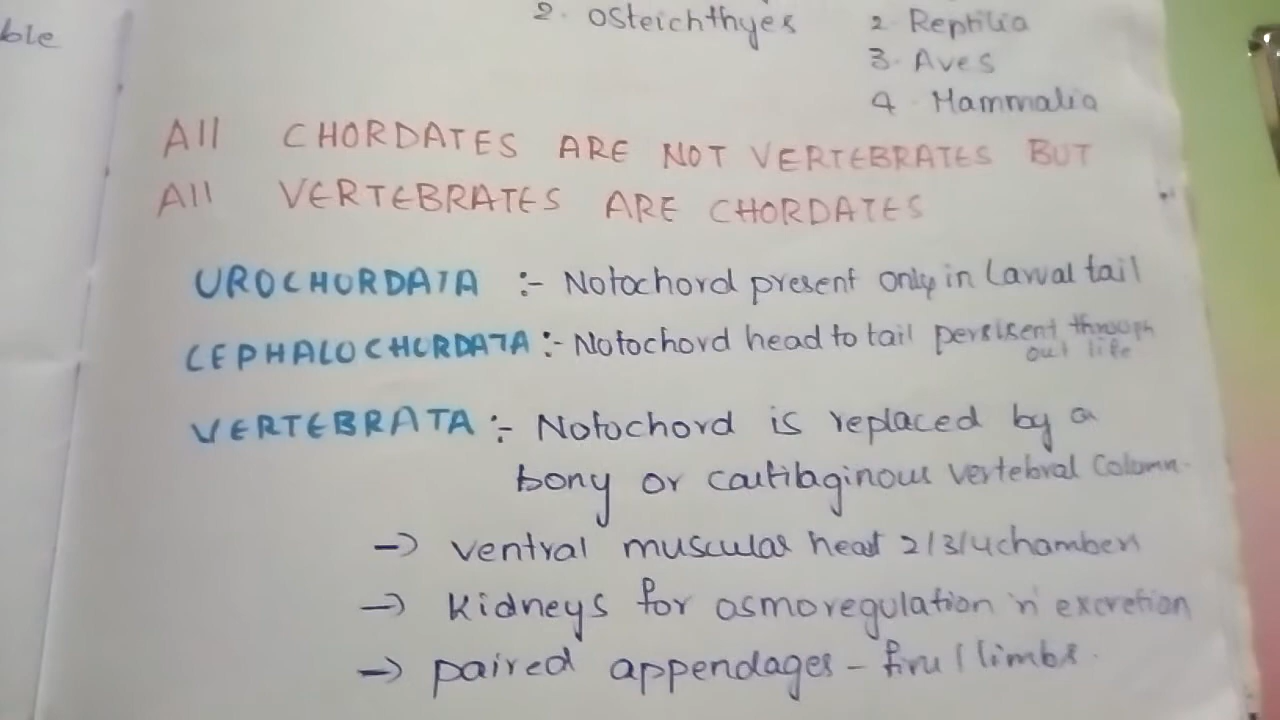 ble
2. Osteichthyes
2. Reptilia
3. Aves
4. Mammalia
All CHORDATES ARE NOT VERTEBRATES BUT
All VERTEBRATES ARE CHORDATES
UROCHORDATA :- Notochord present only in Larval tail
CEPHALOCHORDATA :- Notochord head to tail persisent through
out life
VERTEBRATA :- Notochord is replaced by a
bony or cartilaginous vertebral Column.
→ ventral muscular heart 2/3/4 chambers
→ Kidneys for osmoregulation 'n' excretion
→ paired appendages - fins / limbs.